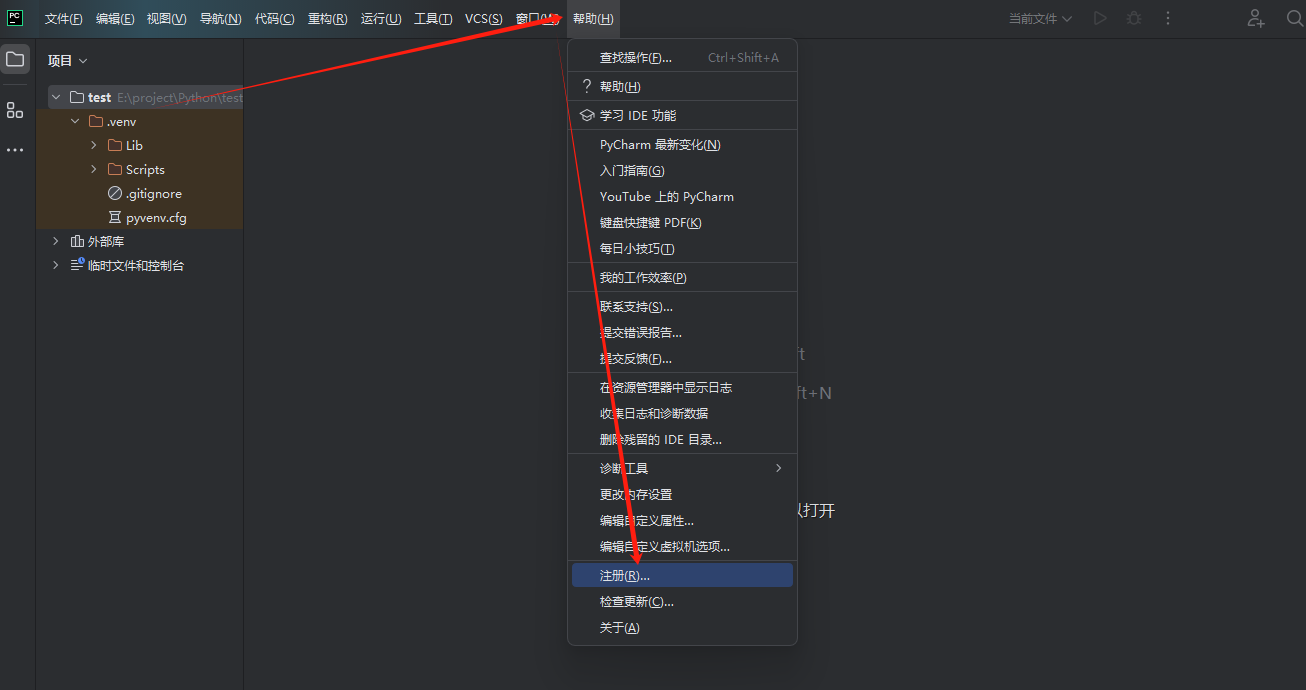 PC
文件(F) 编辑(E) 视图(V) 导航(N) 代码(C) 重构(R) 运行(U) 工具(T) VCS(S) 窗口(W) 帮助(H) 当前文件
项目
test E:\project\Python\test
.venv
Lib
Scripts
.gitignore
pyvenv.cfg
外部库
临时文件和控制台
查找操作(F)... Ctrl+Shift+A
帮助(H)
学习 IDE 功能
PyCharm 最新变化(N)
入门指南(G)
YouTube 上的 PyCharm
键盘快捷键 PDF(K)
每日小技巧(T)
我的工作效率(P)
联系支持(S)...
提交错误报告...
提交反馈(F)...
在资源管理器中显示日志
收集日志和诊断数据
删除残留的 IDE 目录...
诊断工具
更改内存设置
编辑自定义属性...
编辑自定义虚拟机选项...
注册(R)...
检查更新(C)...
关于(A)
ft
ft+N
以打开